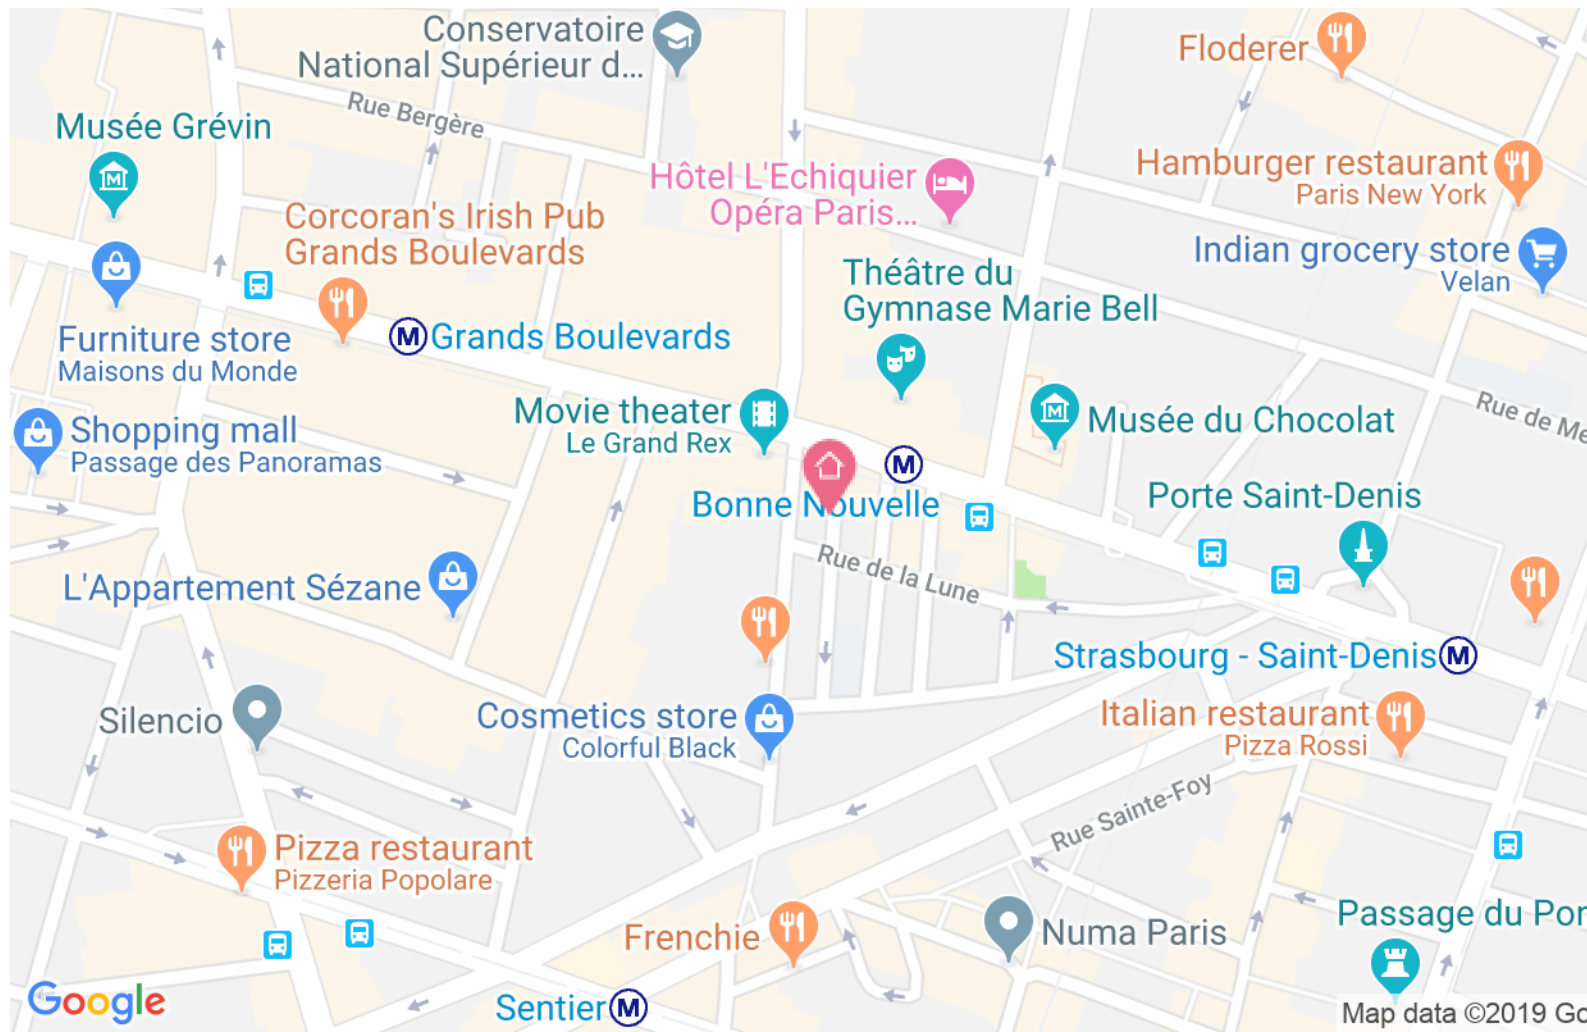 Conservatoire
National Supérieur d...
Floderer
Rue Bergère
Musée Grévin
Hôtel L'Echiquier
Opéra Paris...
Hamburger restaurant
Paris New York
Corcoran's Irish Pub
Grands Boulevards
Indian grocery store
Velan
Théâtre du
Gymnase Marie Bell
Furniture store
Maisons du Monde
M Grands Boulevards
Movie theater
Le Grand Rex
Musée du Chocolat
Rue de Me
Shopping mall
Passage des Panoramas
M
Bonne Nouvelle
Porte Saint-Denis
Rue de la Lune
L'Appartement Sézane
Strasbourg - Saint-Denis M
Silencio
Cosmetics store
Colorful Black
Italian restaurant
Pizza Rossi
Rue Sainte-Foy
Pizza restaurant
Pizzeria Popolare
Frenchie
Numa Paris
Passage du Pon
Google
Sentier M
Map data ©2019 Go